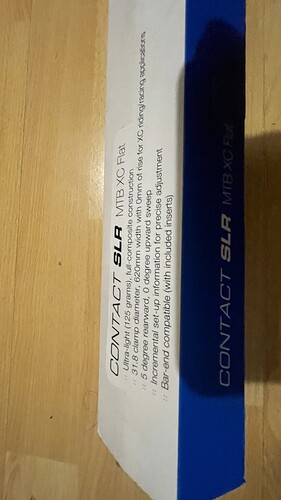 CONTACT SLR MTB XC Flat
:: Ultra-light (125 grams), full-composite construction
:: 31.8 clamp diameter, 620mm width with 0mm of rise for XC riding/racing applications.
:: 5 degree rearward, 0 degree upward sweep
:: Incremental set-up information for precise adjustment
:: Bar-end compatible (with included inserts)
CONTACT SLR MTB XC Flat